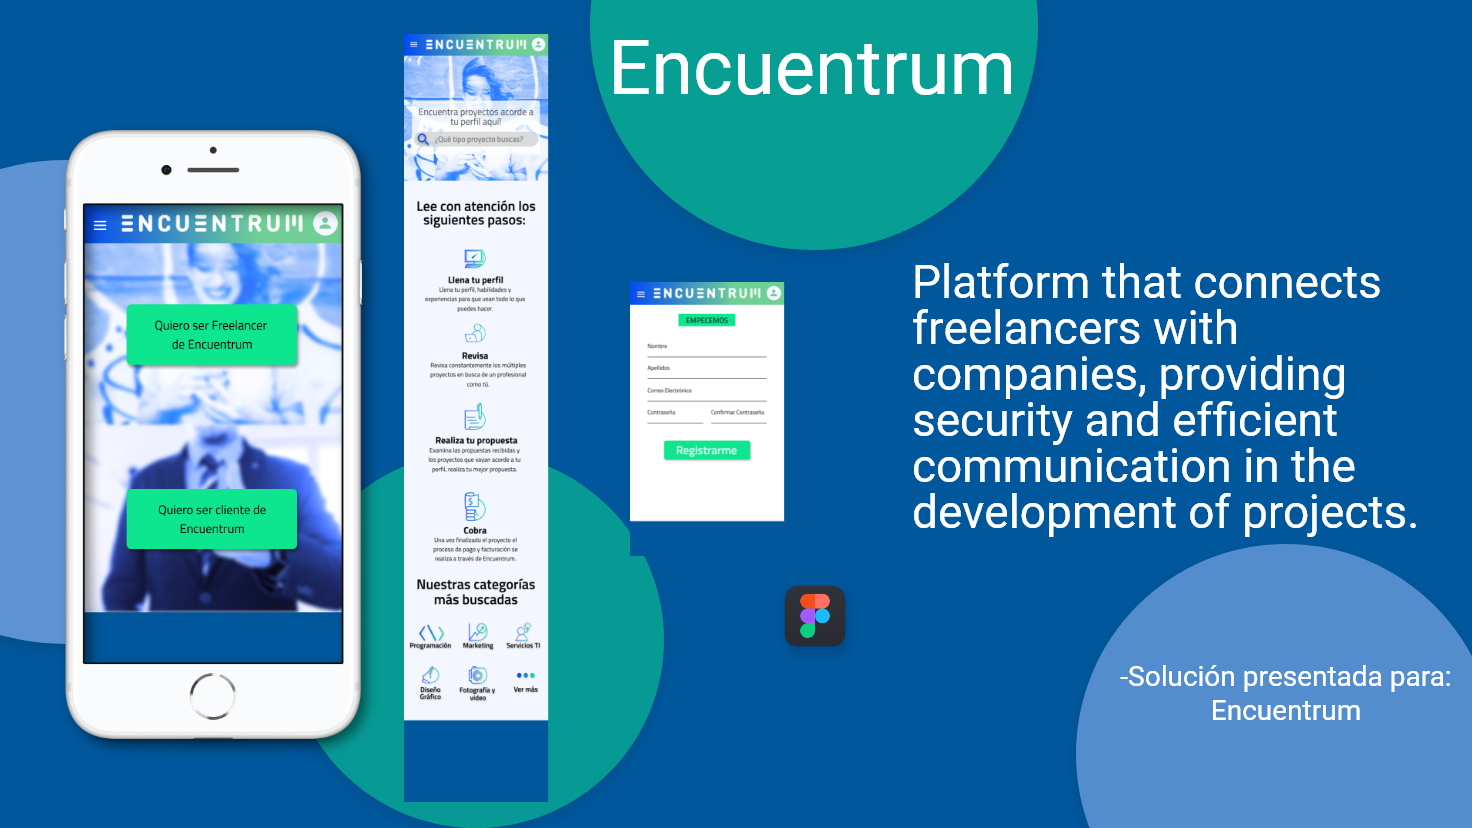 Encuentrum
ENCUENTRUM
Quiero ser Freelancer
de Encuentrum
Quiero ser cliente de
Encuentrum
ENCUENTRUM
Encuentra proyectos acorde a
tu perfil aquí!
¿Qué tipo proyecto buscas?
Lee con atención los
siguientes pasos:
Llena tu perfil
Llena tu perfil, habilidades y
experiencias para que vean todo lo que
puedes hacer.
Revisa
Revisa constantemente los múltiples
proyectos en busca de un profesional
como tú.
Realiza tu propuesta
Examina las propuestas recibidas y
los proyectos que vayan acorde a tu
perfil, realiza tu mejor propuesta.
Cobra
Una vez finalizado el proyecto el
proceso de pago y facturación se
realiza a través de Encuentrum.
Nuestras categorías
más buscadas
Programación
Marketing
Servicios TI
Diseño
Gráfico
Fotografía y
video
Ver más
ENCUENTRUM
EMPECEMOS
Nombre
Apellidos
Correo Electrónico
Contraseña
Confirmar Contraseña
Registrarme
Platform that connects
freelancers with
companies, providing
security and efficient
communication in the
development of projects.
-Solución presentada para:
Encuentrum